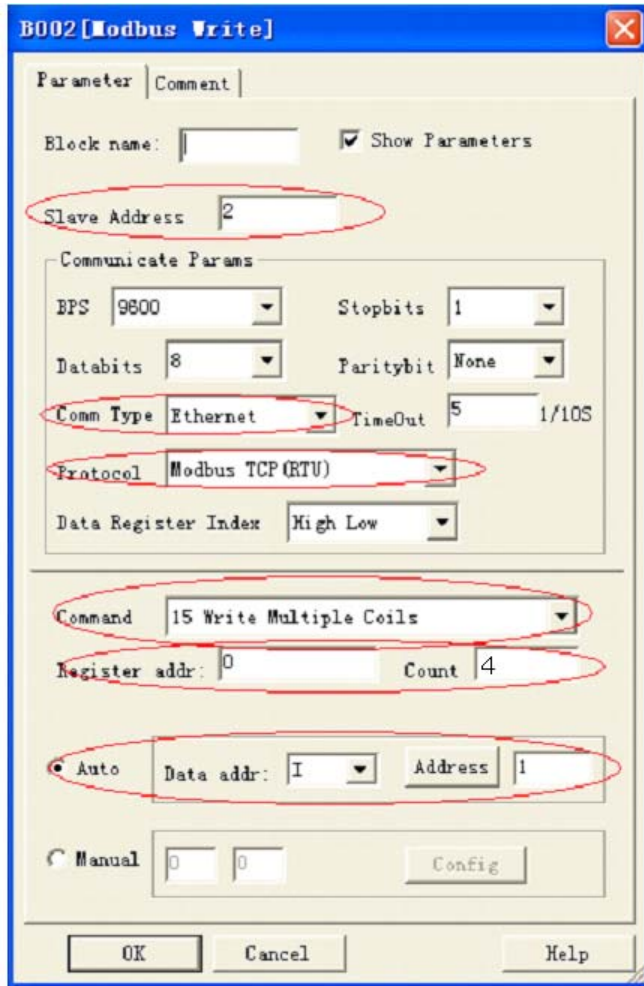 B002[Modbus Write]
Parameter Comment
Block name: Show Parameters
Slave Address 2
Communicate Params
BPS 9600 Stopbits 1
Databits 8 Paritybit None
Comm Type Ethernet TimeOut 5 1/10S
Protocol Modbus TCP(RTU)
Data Register Index High Low
Command 15 Write Multiple Coils
Register addr: 0 Count 4
Auto Data addr: I Address 1
Manual 0 0 Config
OK Cancel Help